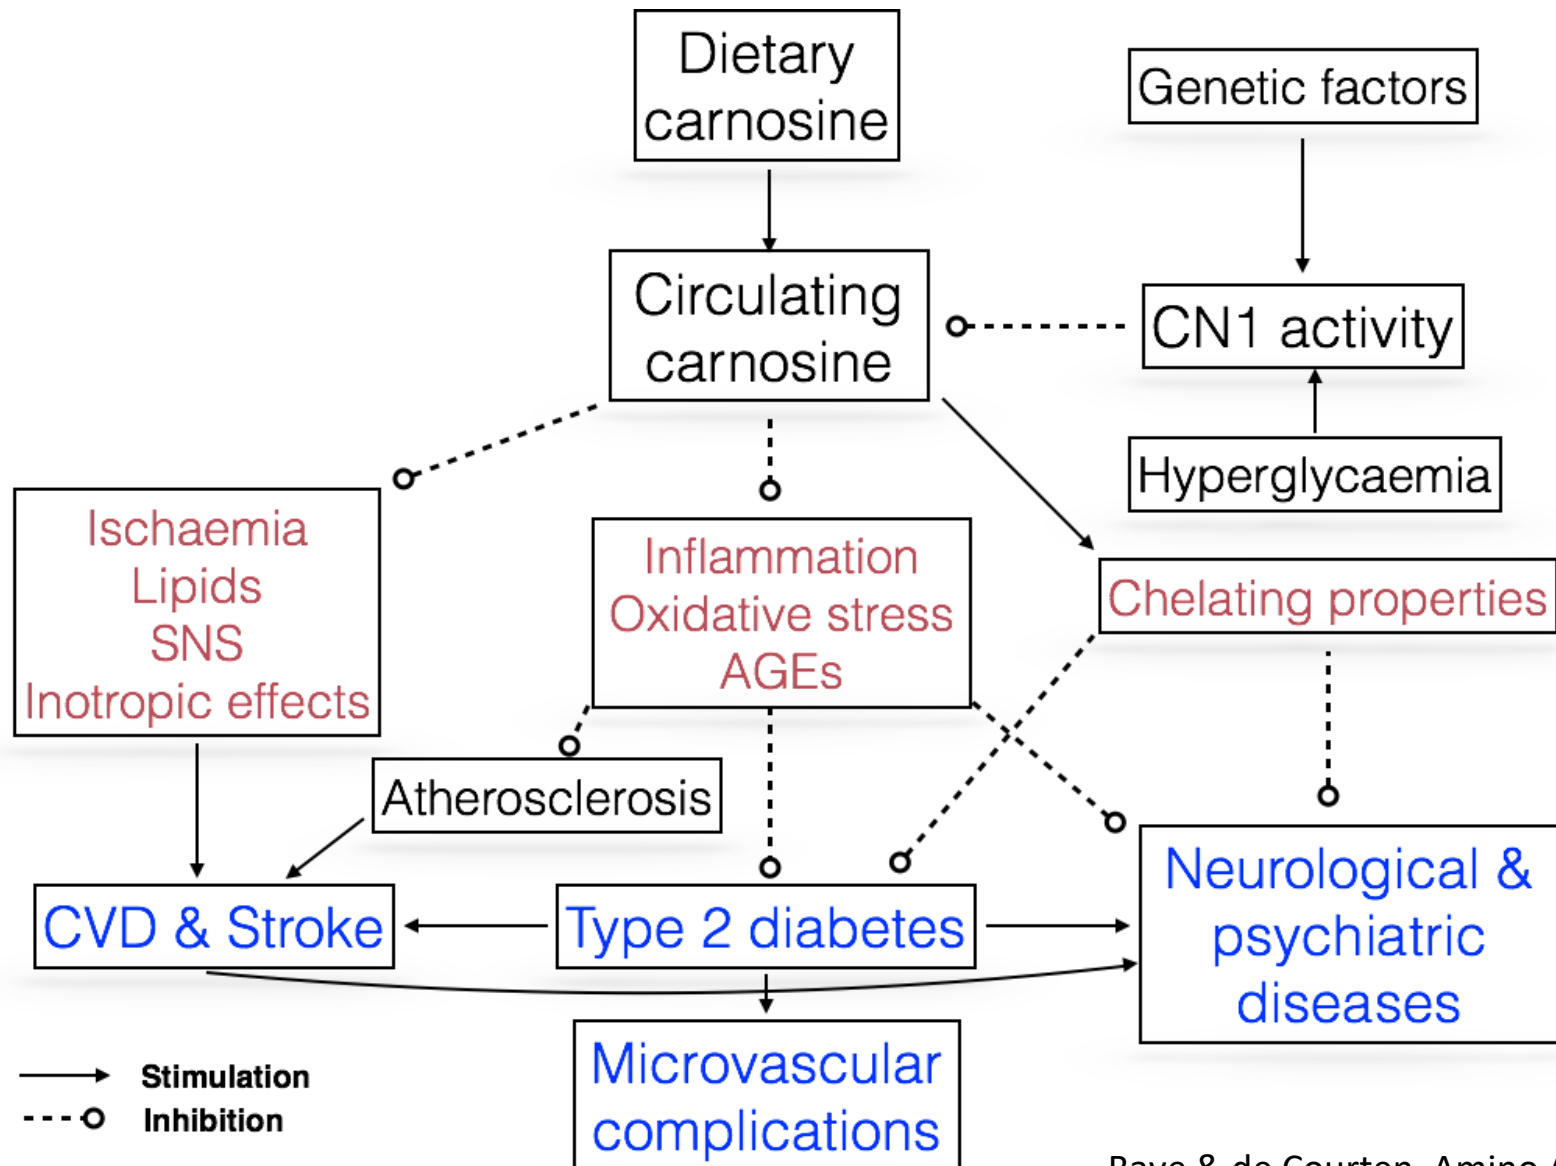 Dietary
carnosine
Genetic factors
Circulating
carnosine
CN1 activity
Hyperglycaemia
Ischaemia
Lipids
SNS
Inotropic effects
Inflammation
Oxidative stress
AGEs
Chelating properties
Atherosclerosis
CVD & Stroke
Type 2 diabetes
Neurological &
psychiatric
diseases
Microvascular
complications
Stimulation
Inhibition